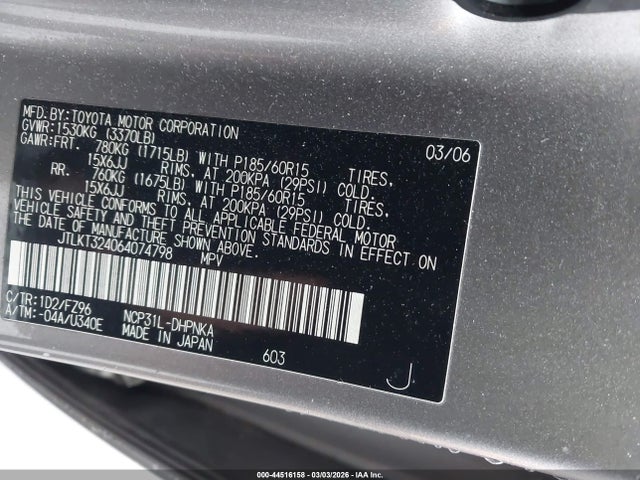 MFD.BY:TOYOTA MOTOR CORPORATION 03/06
GVWR:1530KG (3370LB)
GAWR:FRT. 780KG (1715LB) WITH P185/60R15 TIRES,
15X6JJ RIMS, AT 200KPA (29PSI) COLD
RR. 760KG (1675LB) WITH P185/60R15 TIRES,
15X6JJ RIMS, AT 200KPA (29PSI) COLD.
THIS VEHICLE CONFORMS TO ALL APPLICABLE FEDERAL MOTOR
VEHICLE SAFETY AND THEFT PREVENTION STANDARDS IN EFFECT ON
THE DATE OF MANUFACTURE SHOWN ABOVE.
JTLKT324064074798 MPV
C/TR:1D2/FZ96 NCP31L-DHPNKA
A/TM:-04A/U340E MADE IN JAPAN
603
J
000-44516158 - 03/03/2026 - Copyright IAA, Inc.